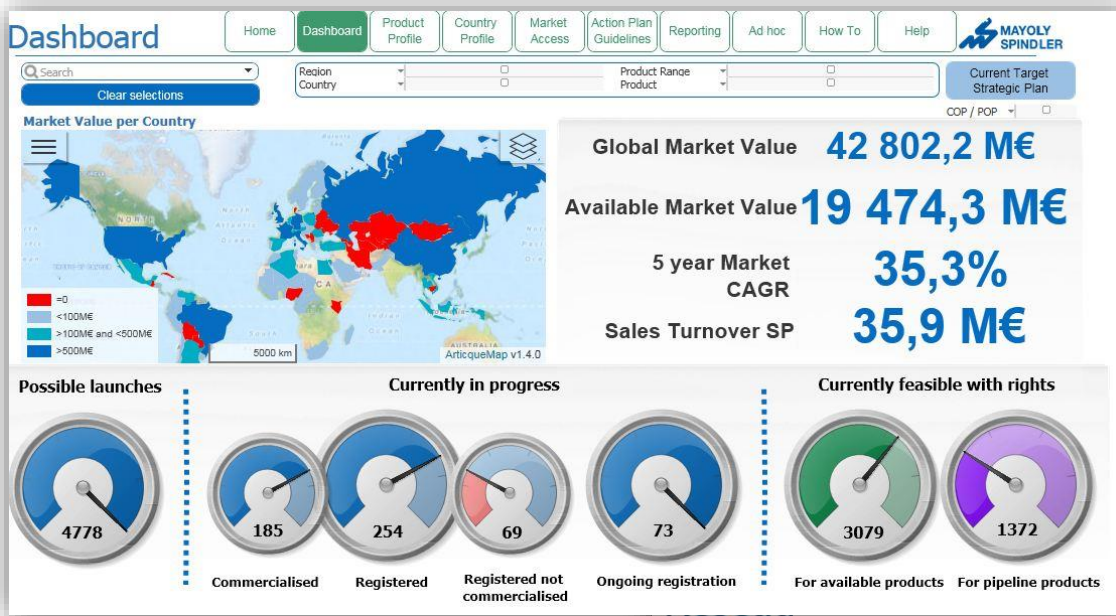 Dashboard
Home
Dashboard
Product
Profile
Country
Profile
Market
Access
Action Plan
Guidelines
Reporting
Ad hoc
How To
Help
MAYOLY
SPINDLER
Search
Clear selections
Region
Country
Product Range
Product
Current Target
Strategic Plan
COP / POP
Market Value per Country
NORTH
=0
<100M€
>100M€ and <500M€
>500M€
5000 km
AUSTRALIA
ArticqueMap v1.4.0
Global Market Value 42 802,2 M€
Available Market Value 19 474,3 M€
5 year Market
CAGR
35,3%
Sales Turnover SP 35,9 M€
Possible launches
Currently in progress
Currently feasible with rights
4778
185
254
69
73
3079
1372
Commercialised
Registered
Registered not
commercialised
Ongoing registration
For available products
For pipeline products